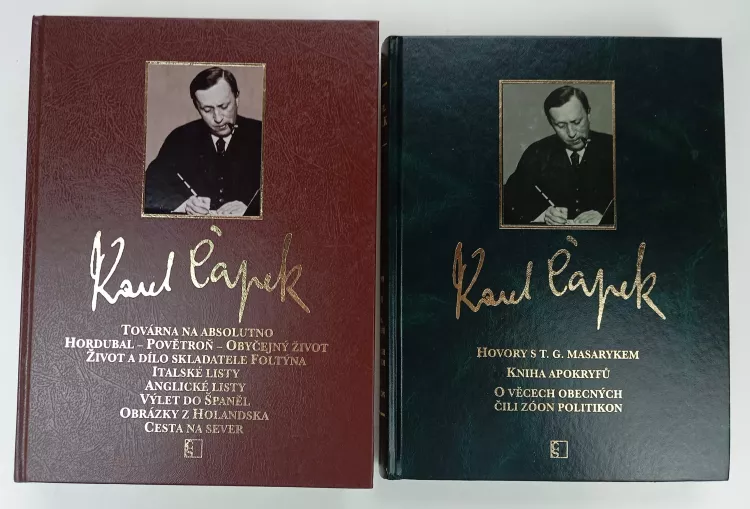 Karel Čapek
TOVÁRNA NA ABSOLUTNO
HORDUBAL – POVĚTROŇ – OBYČEJNÝ ŽIVOT
ŽIVOT A DÍLO SKLADATELE FOLTÝNA
ITALSKÉ LISTY
ANGLICKÉ LISTY
VÝLET DO ŠPANĚL
OBRÁZKY Z HOLANDSKA
CESTA NA SEVER
Karel Čapek
HOVORY S T. G. MASARYKEM
KNIHA APOKRYFŮ
O VĚCECH OBECNÝCH
ČILI ZÓON POLITIKON